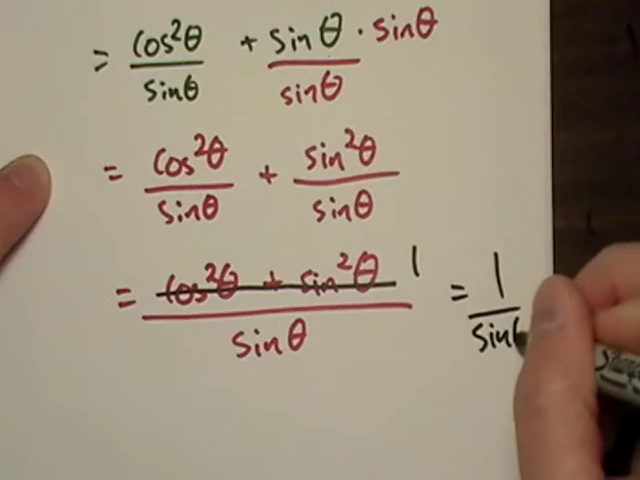 = cos²θ/sinθ + sinθ/sinθ · sinθ
= cos²θ/sinθ + sin²θ/sinθ
= cos²θ + sin²θ 1/sinθ = 1/sin